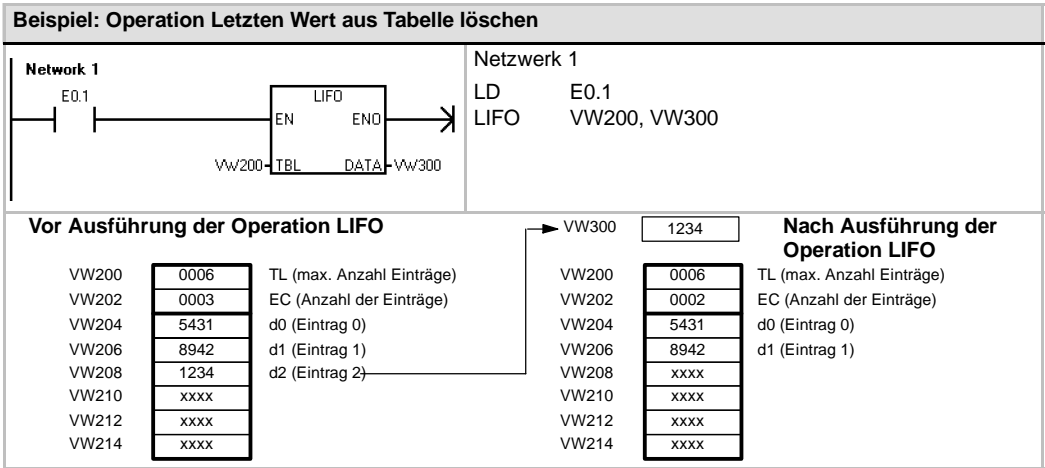 Beispiel: Operation Letzten Wert aus Tabelle löschen
Network 1
E0.1
LIFO
EN ENO
VW200 TBL DATA VW300
Netzwerk 1
LD E0.1
LIFO VW200, VW300
Vor Ausführung der Operation LIFO
VW200 0006 TL (max. Anzahl Einträge)
VW202 0003 EC (Anzahl der Einträge)
VW204 5431 d0 (Eintrag 0)
VW206 8942 d1 (Eintrag 1)
VW208 1234 d2 (Eintrag 2)
VW210 xxxx
VW212 xxxx
VW214 xxxx
VW300 1234
Nach Ausführung der
Operation LIFO
VW200 0006 TL (max. Anzahl Einträge)
VW202 0002 EC (Anzahl der Einträge)
VW204 5431 d0 (Eintrag 0)
VW206 8942 d1 (Eintrag 1)
VW208 xxxx
VW210 xxxx
VW212 xxxx
VW214 xxxx